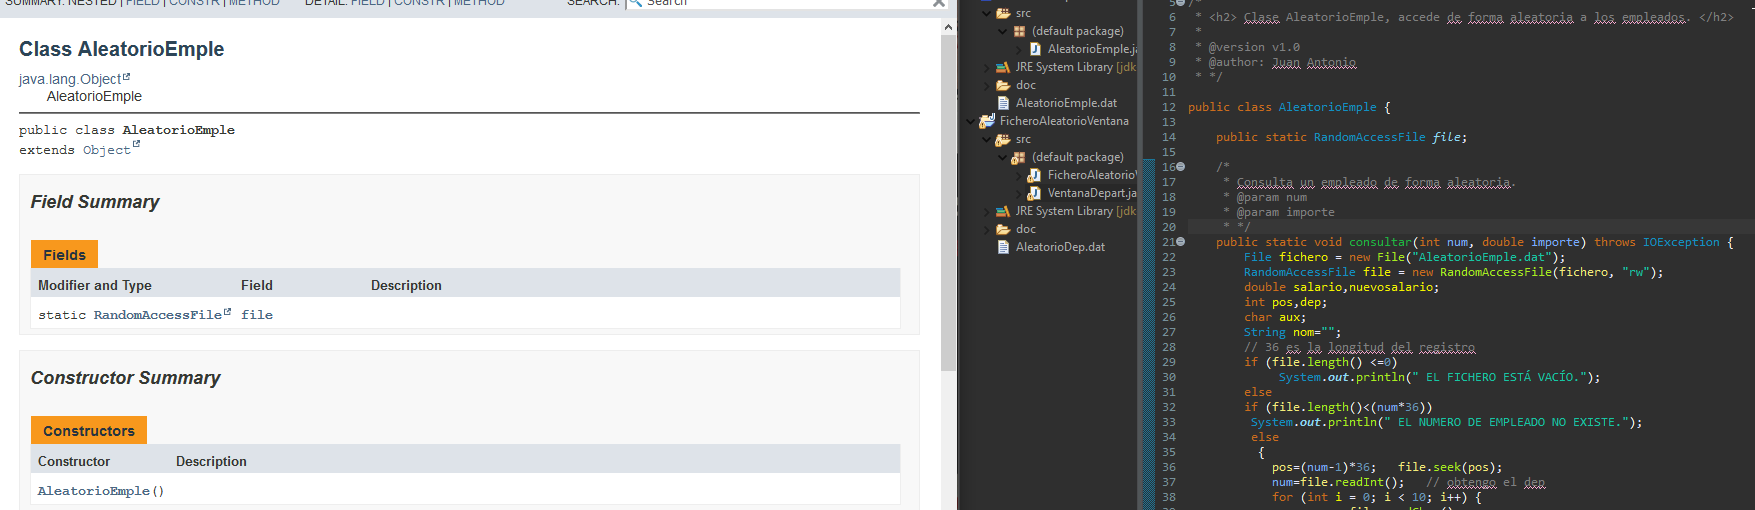 SUMMARY: NESTED | FIELD | CONSTR | METHOD DETAIL: FIELD | CONSTR | METHOD SEARCH: Search
Class AleatorioEmple
java.lang.Object
AleatorioEmple
public class AleatorioEmple
extends Object
Field Summary
Fields
Modifier and Type Field Description
static RandomAccessFile file
Constructor Summary
Constructors
Constructor Description
AleatorioEmple()
src
(default package)
AleatorioEmple.ja
JRE System Library [jdk
doc
AleatorioEmple.dat
FicheroAleatorioVentana
src
(default package)
FicheroAleatorioV
VentanaDepart.ja
JRE System Library [jdk
doc
AleatorioDep.dat
5 /*
6 * <h2> Clase AleatorioEmple, accede de forma aleatoria a los empleados. </h2>
7 *
8 * @version v1.0
9 * @author: Juan Antonio
10 * */
11
12 public class AleatorioEmple {
13
14 public static RandomAccessFile file;
15
16 /*
17 * Consulta un empleado de forma aleatoria.
18 * @param num
19 * @param importe
20 * */
21 public static void consultar(int num, double importe) throws IOException {
22 File fichero = new File("AleatorioEmple.dat");
23 RandomAccessFile file = new RandomAccessFile(fichero, "rw");
24 double salario,nuevosalario;
25 int pos,dep;
26 char aux;
27 String nom="";
28 // 36 es la longitud del registro
29 if (file.length() <=0)
30 System.out.println(" EL FICHERO ESTÁ VACÍO.");
31 else
32 if (file.length()<(num*36))
33 System.out.println(" EL NUMERO DE EMPLEADO NO EXISTE.");
34 else
35 {
36 pos=(num-1)*36; file.seek(pos);
37 num=file.readInt(); // obtengo el dep
38 for (int i = 0; i < 10; i++) {